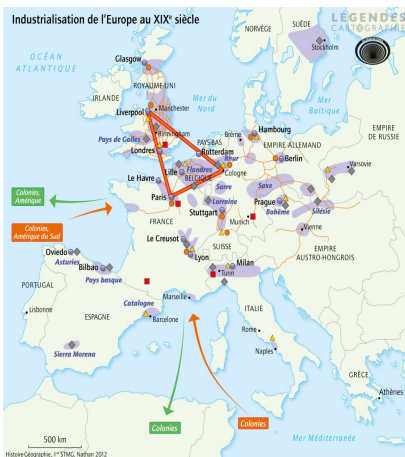 Industrialisation de l'Europe au XIXe siècle
LÉGENDES
CARTOGRAPHIE
OCÉAN
ATLANTIQUE
NORVÈGE
SUÈDE
Stockholm
Glasgow
ROYAUME-UNI
Mer du
Nord
Mer
Baltique
IRLANDE
Liverpool
Manchester
EMPIRE
DE RUSSIE
Birmingham
Pays de Galles
PAYS-BAS
Brême
Hambourg
EMPIRE ALLEMAND
Londres
Rotterdam
Rhur
Berlin
Varsovie
Lille
Flandres
Cologne
BELGIQUE
Colonies,
Amérique
Le Havre
Sarre
Saxe
Paris
Lorraine
Prague
Bohême
Silésie
Colonies,
Amérique du Sud
FRANCE
Stuttgart
Munich
Vienne
Le Creusot
SUISSE
EMPIRE
AUSTRO-HONGROIS
Oviedo
Asturies
Bilbao
Pays basque
Lyon
Milan
Turin
PORTUGAL
Marseille
ITALIE
Catalogne
Lisbonne
ESPAGNE
Barcelone
Rome
Naples
Sierra Morena
GRÈCE
Athènes
Colonies
Colonies
500 km
Mer Méditerranée
Histoire-Géographie, 1re STMG, Nathan 2012